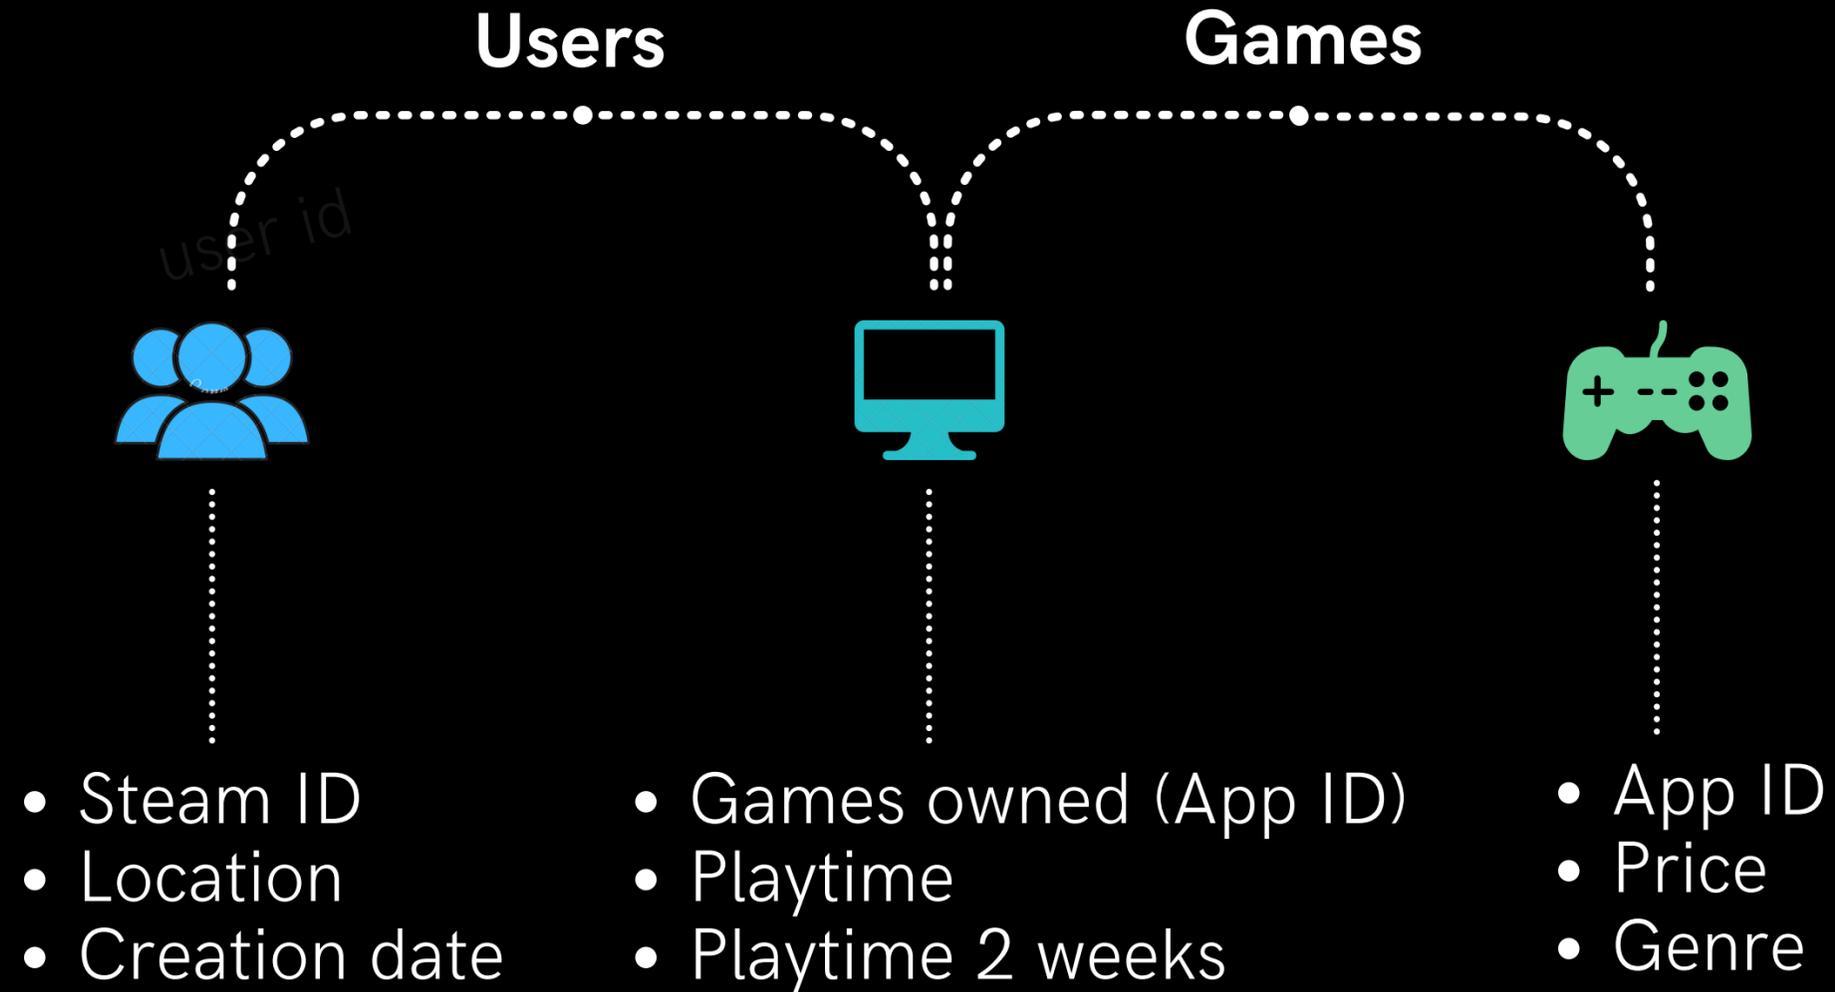 Users
Games
user id
Steam ID
Location
Creation date
Games owned (App ID)
Playtime
Playtime 2 weeks
App ID
Price
Genre